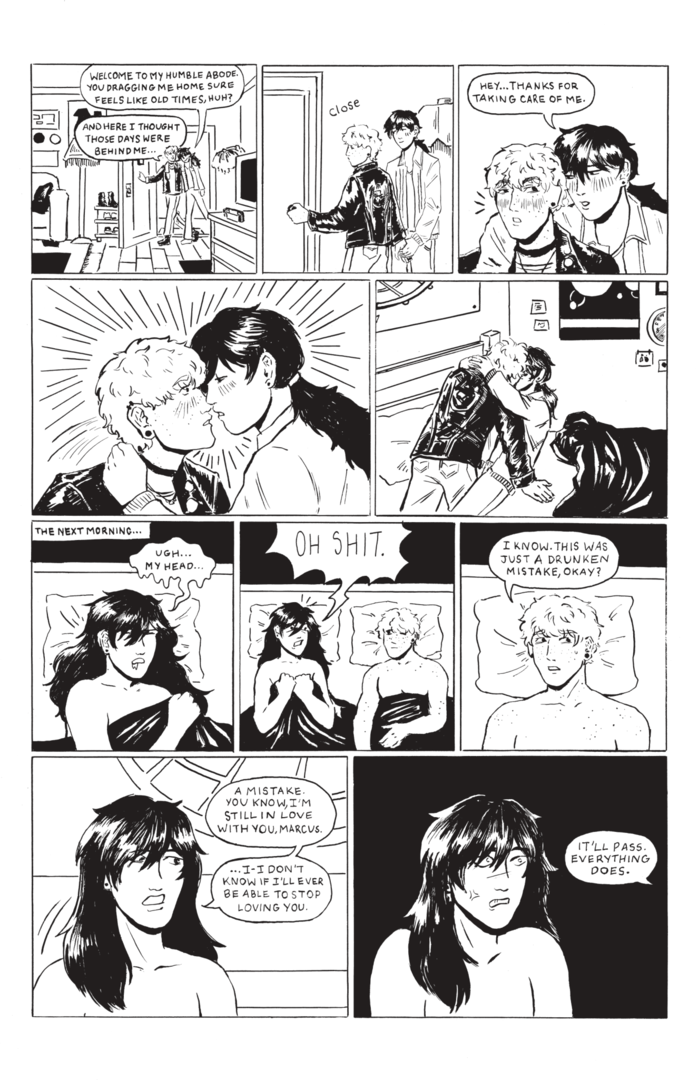 WELCOME TO MY HUMBLE ABODE.
YOU DRAGGING ME HOME SURE
FEELS LIKE OLD TIMES, HUH?
AND HERE I THOUGHT
THOSE DAYS WERE
BEHIND ME...
CLOSE
HEY...THANKS FOR
TAKING CARE OF ME.
THE NEXT MORNING...
UGH...
MY HEAD...
OH SHIT.
I KNOW. THIS WAS
JUST A DRUNKEN
MISTAKE, OKAY?
A MISTAKE.
YOU KNOW, I'M
STILL IN LOVE
WITH YOU, MARCUS.
...I-I DON'T
KNOW IF I'LL EVER
BE ABLE TO STOP
LOVING YOU.
IT'LL PASS.
EVERYTHING
DOES.